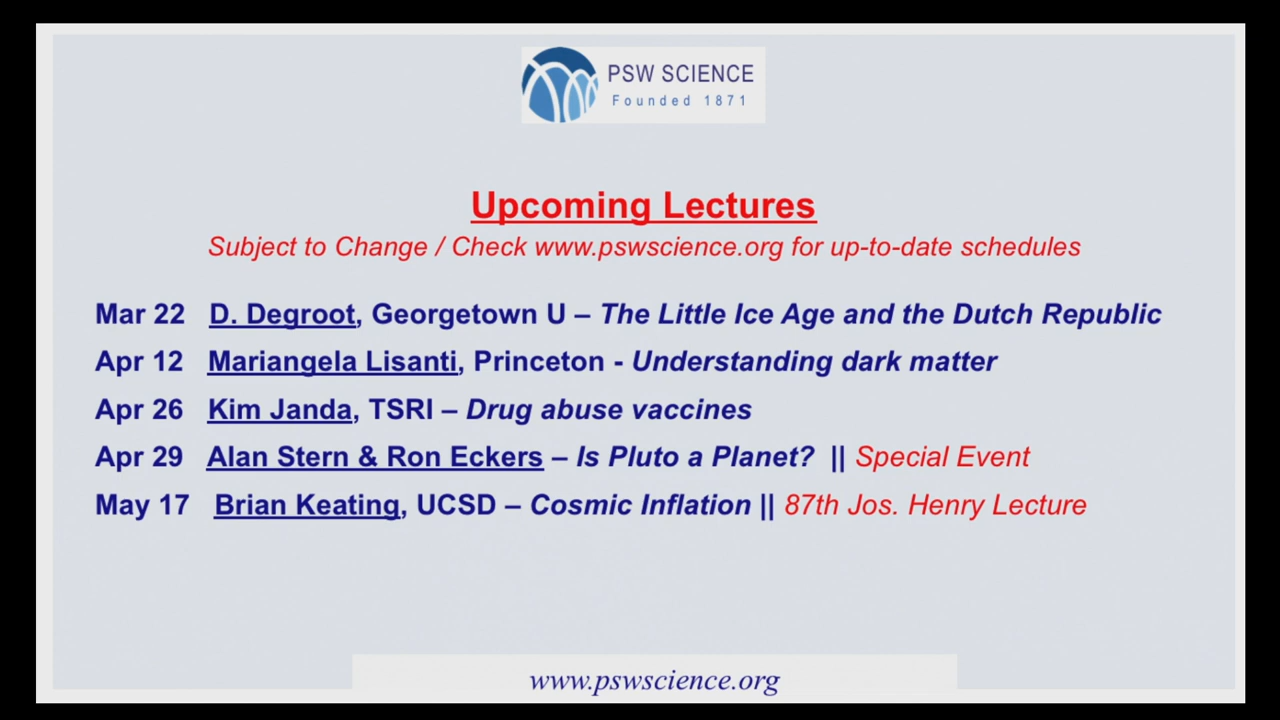 PSW SCIENCE
Founded 1871
Upcoming Lectures
Subject to Change / Check www.pswscience.org for up-to-date schedules
Mar 22 D. Degroot, Georgetown U – The Little Ice Age and the Dutch Republic
Apr 12 Mariangela Lisanti, Princeton - Understanding dark matter
Apr 26 Kim Janda, TSRI – Drug abuse vaccines
Apr 29 Alan Stern & Ron Eckers – Is Pluto a Planet? || Special Event
May 17 Brian Keating, UCSD – Cosmic Inflation || 87th Jos. Henry Lecture
www.pswscience.org